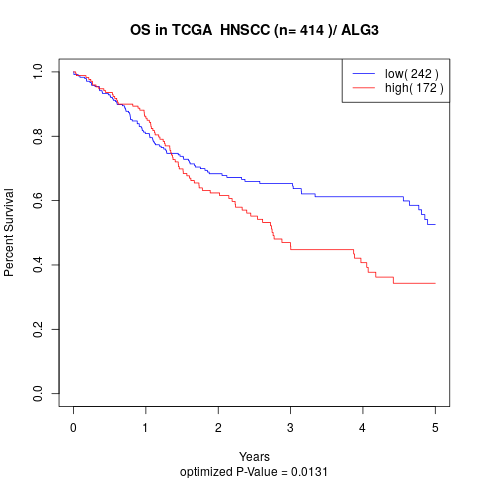 OS in TCGA  HNSCC (n= 414 )/ ALG3
low( 242 )
high( 172 )
Percent Survival
1.0
0.8
0.6
0.4
0.2
0.0
0 1 2 3 4 5
Years
optimized P-Value = 0.0131